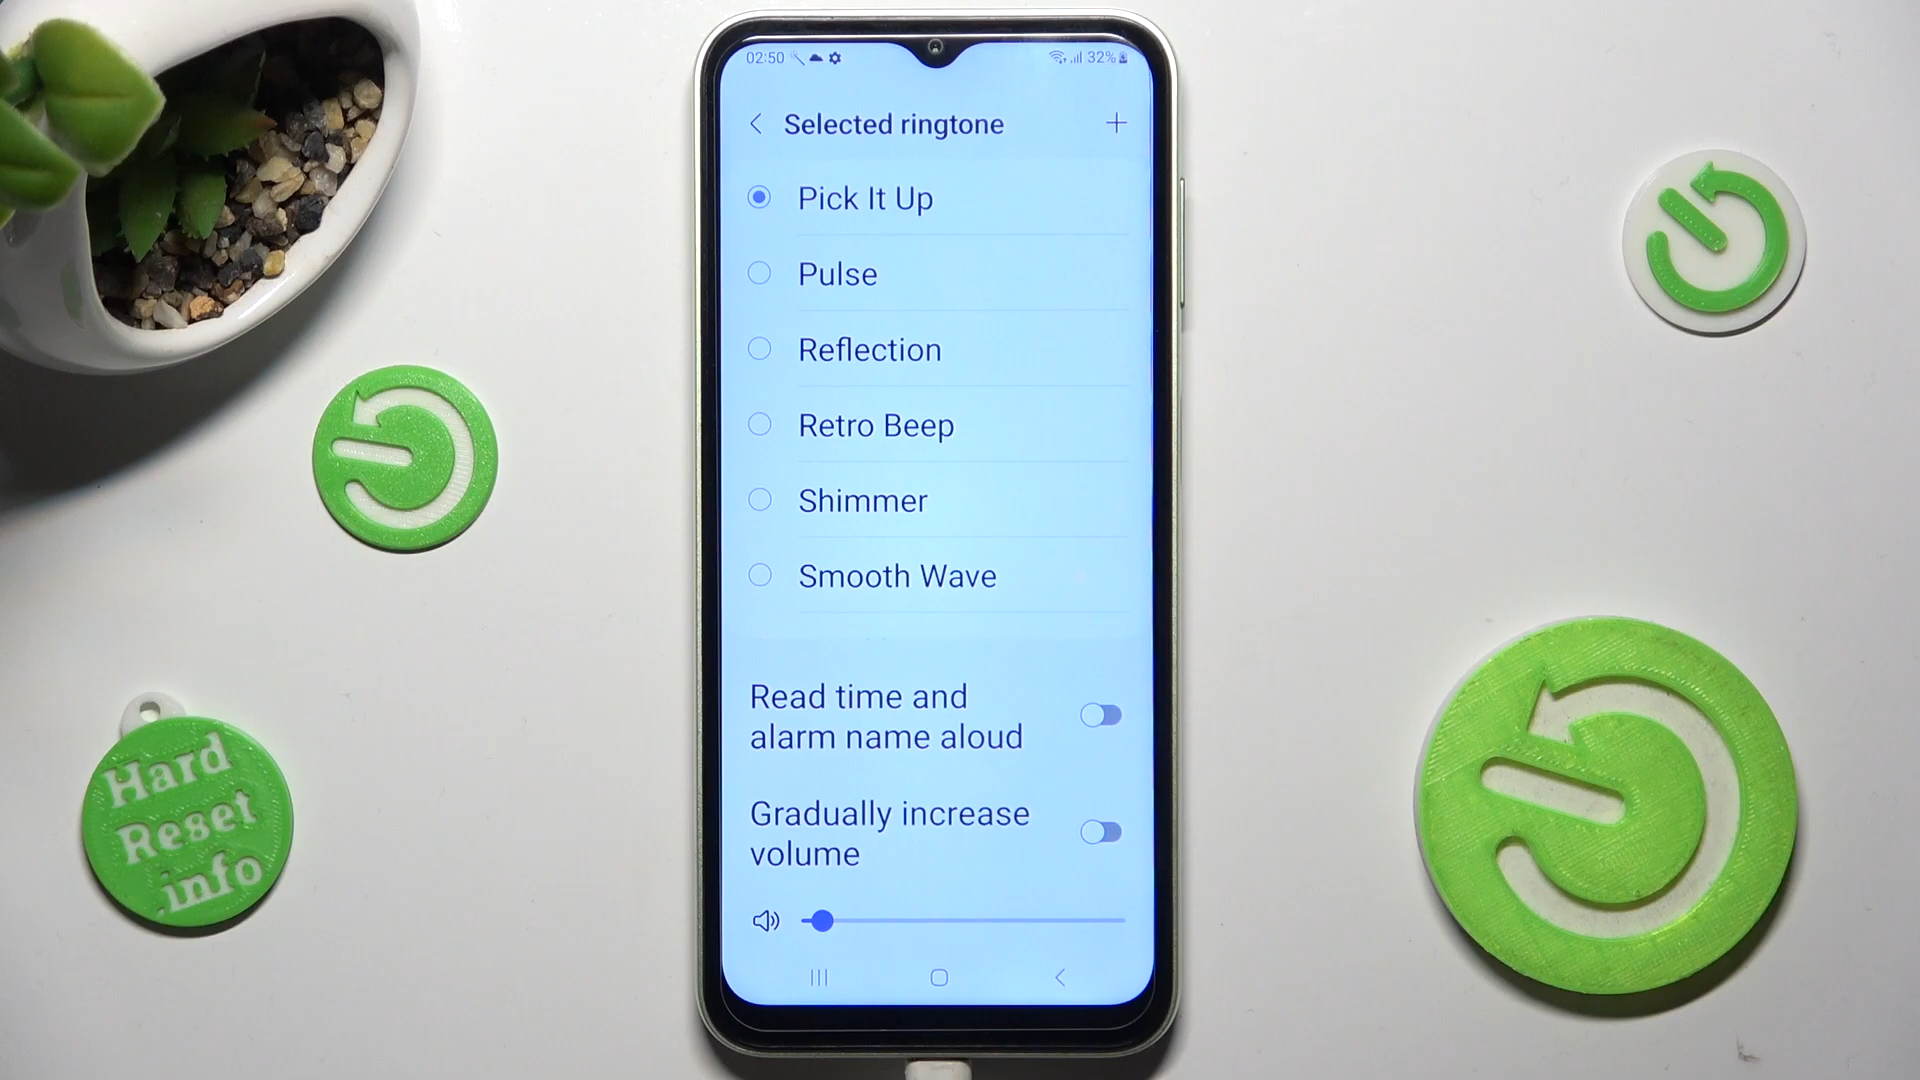 02:50
32%
Selected ringtone
Pick It Up
Pulse
Reflection
Retro Beep
Shimmer
Smooth Wave
Read time and
alarm name aloud
Gradually increase
volume
Hard
Reset
.info